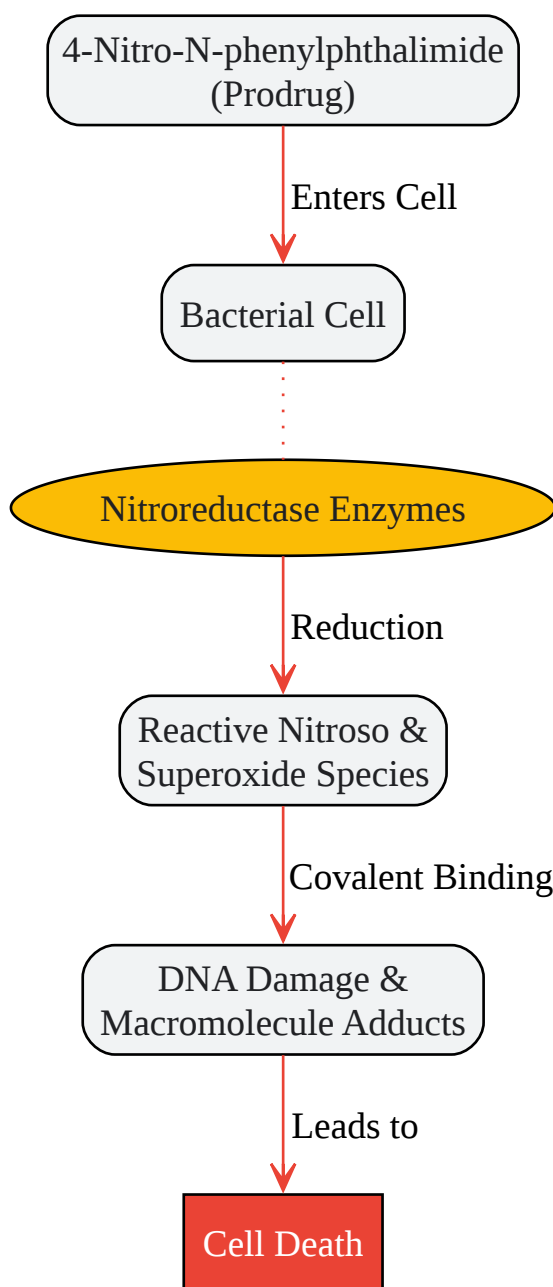 4-Nitro-N-phenylphthalimide
(Prodrug)
Enters Cell
Bacterial Cell
Nitroreductase Enzymes
Reduction
Reactive Nitroso &
Superoxide Species
Covalent Binding
DNA Damage &
Macromolecule Adducts
Leads to
Cell Death